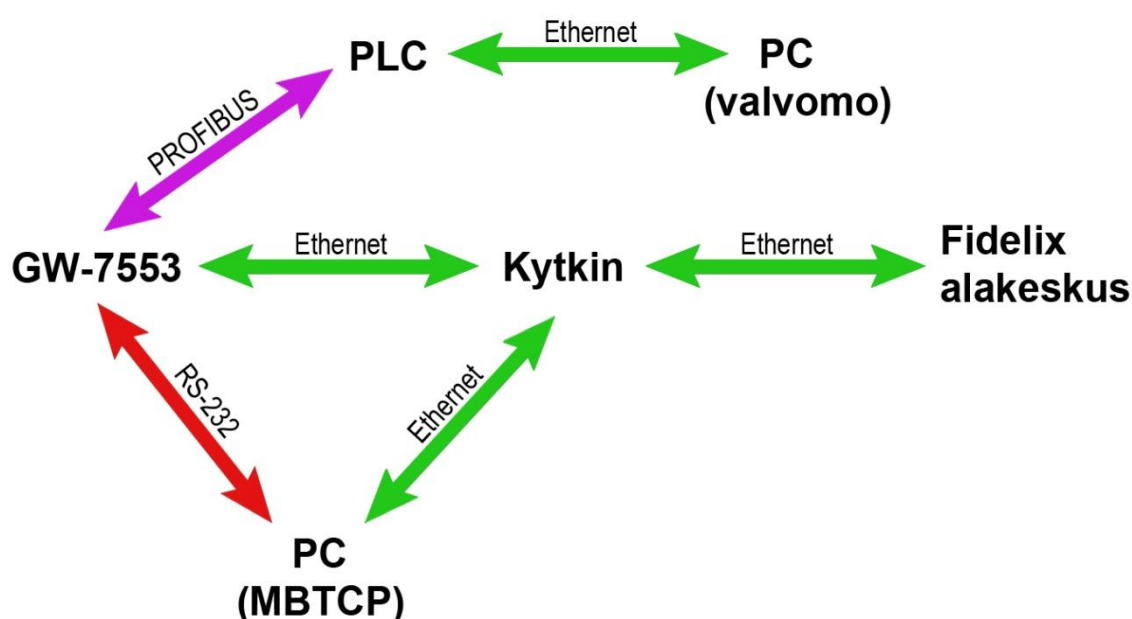 Ethernet
PLC
PC
(valvomo)
PROFIBUS
GW-7553
Ethernet
Kytkin
Ethernet
Fidelix
alakeskus
RS-232
Ethernet
PC
(MBTCP)